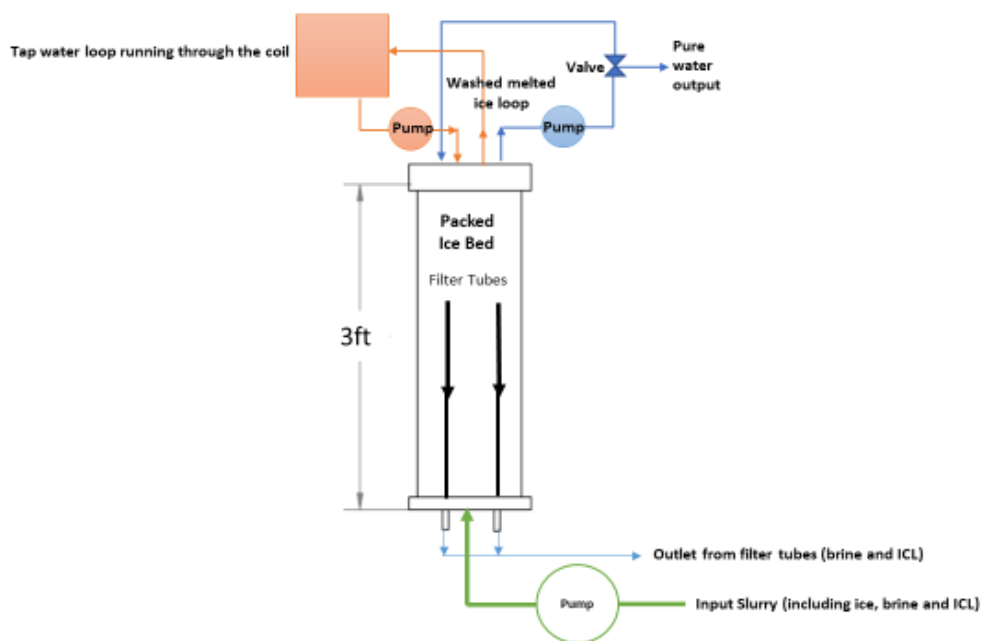 Tap water loop running through the coil
Pump
Washed melted
ice loop
Pump
Valve
Pure
water
output
Packed
Ice Bed
Filter Tubes
3ft
Outlet from filter tubes (brine and ICL)
Pump
Input Slurry (including ice, brine and ICL)